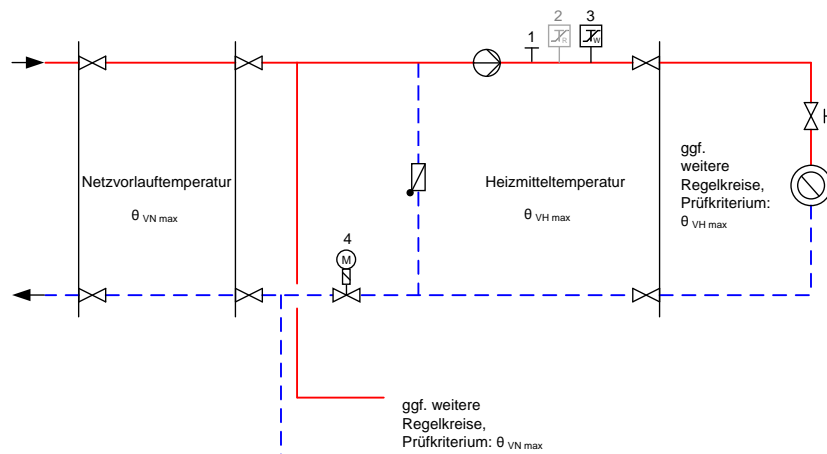 1
2
3
R
W
Netzvorlauftemperatur
θ VN max
Heizmitteltemperatur
θ VH max
ggf.
weitere
Regelkreise,
Prüfkriterium:
θ VH max
4
M
ggf. weitere
Regelkreise,
Prüfkriterium: θ VN max